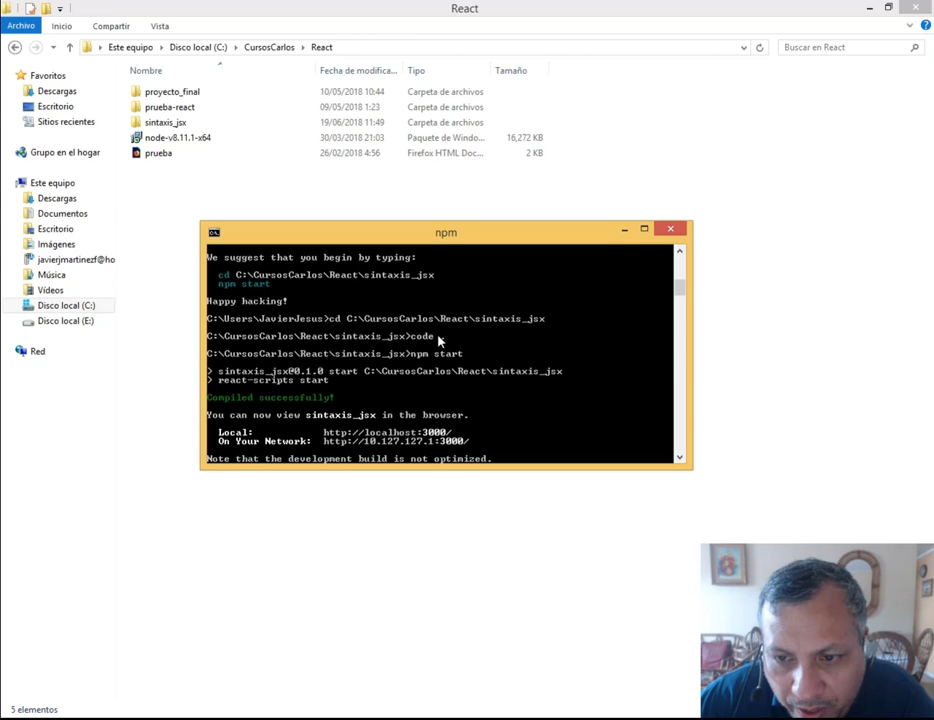 React
Archivo Inicio Compartir Vista
Este equipo Disco local (C:) CursosCarlos React
Buscar en React
Nombre Fecha de modifica... Tipo Tamaño
Favoritos
Descargas
Escritorio
Sitios recientes
Grupo en el hogar
Este equipo
Descargas
Documentos
Escritorio
Imágenes
javierjmartinezf@ho
Música
Vídeos
Disco local (C:)
Disco local (E:)
Red
proyecto_final 10/05/2018 10:44 Carpeta de archivos
prueba-react 09/05/2018 1:23 Carpeta de archivos
sintaxis_jsx 19/06/2018 11:49 Carpeta de archivos
node-v8.11.1-x64 30/03/2018 21:03 Paquete de Windo... 16,272 KB
prueba 26/02/2018 4:56 Firefox HTML Doc... 2 KB
npm
We suggest that you begin by typing:
cd C:\CursosCarlos\React\sintaxis_jsx
npm start
Happy hacking!
C:\Users\JavierJesus>cd C:\CursosCarlos\React\sintaxis_jsx
C:\CursosCarlos\React\sintaxis_jsx>code
C:\CursosCarlos\React\sintaxis_jsx>npm start
> sintaxis_jsx@0.1.0 start C:\CursosCarlos\React\sintaxis_jsx
> react-scripts start
Compiled successfully!
You can now view sintaxis_jsx in the browser.
Local: http://localhost:3000/
On Your Network: http://10.127.127.1:3000/
Note that the development build is not optimized.
5 elementos